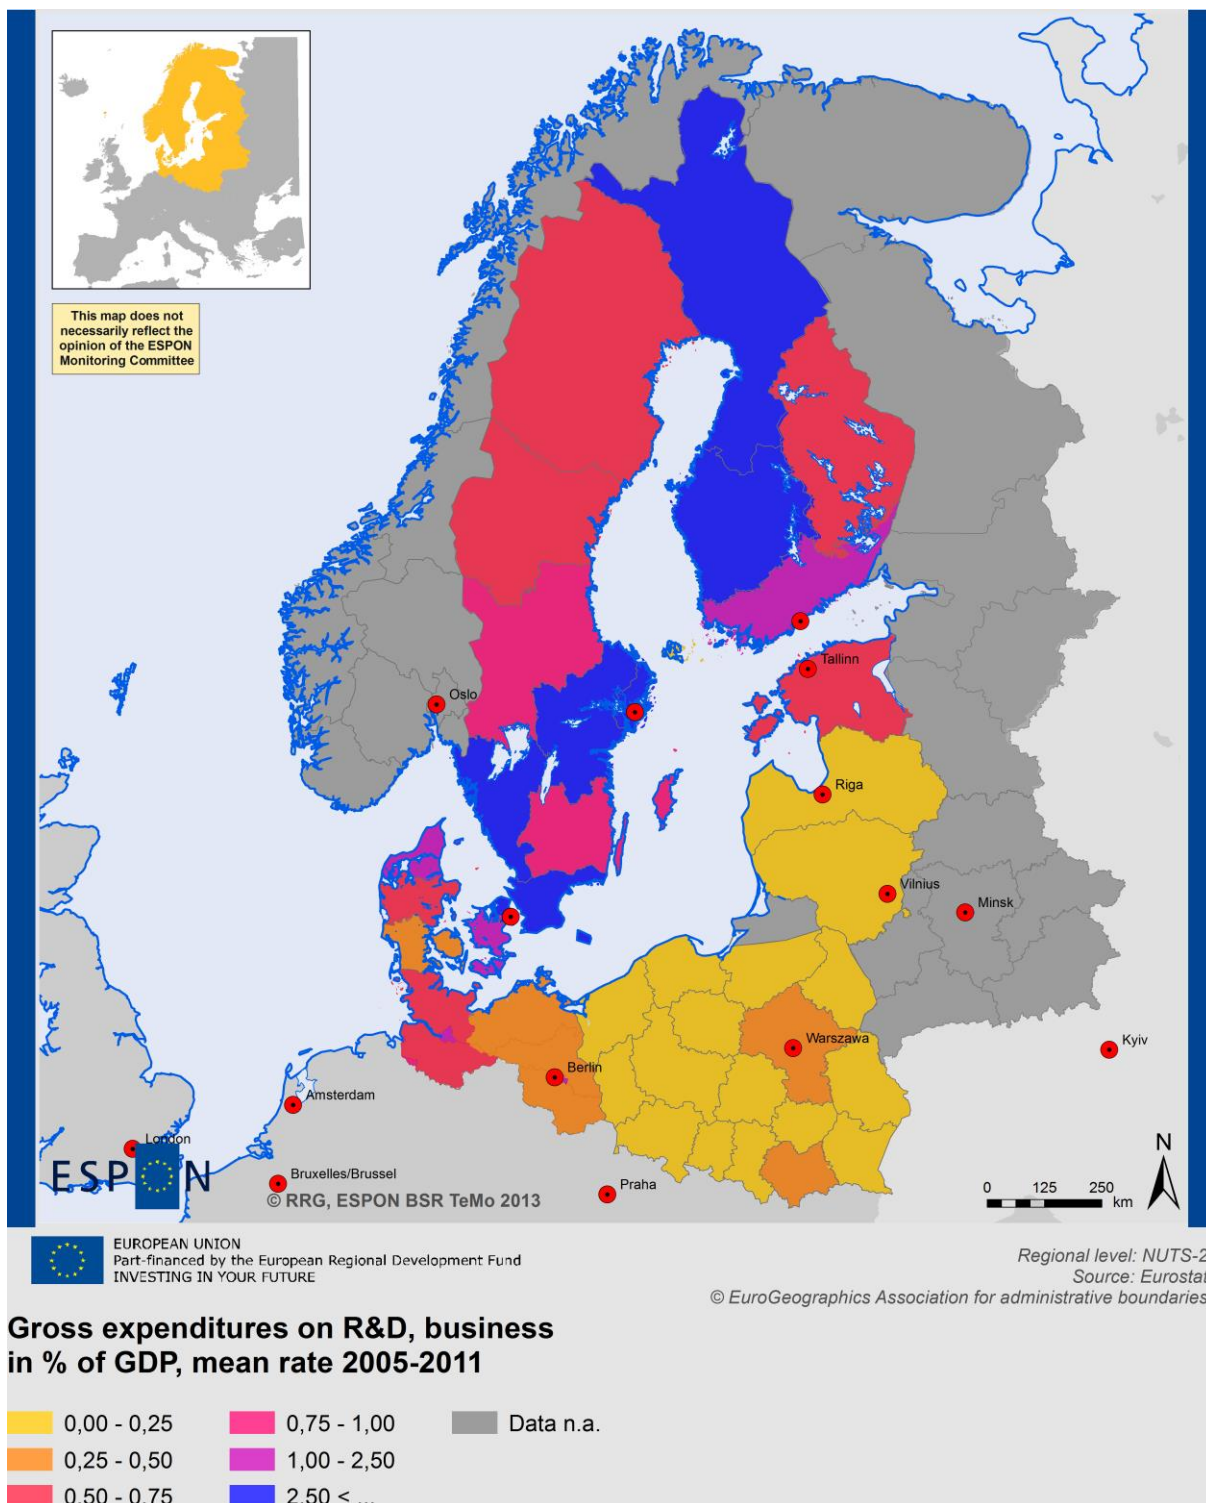 This map does not
necessarily reflect the
opinion of the ESPON
Monitoring Committee
Oslo
Tallinn
Riga
Vilnius
Minsk
Warszawa
Kyiv
Berlin
Amsterdam
London
Bruxelles/Brussel
Praha
ESPON
© RRG, ESPON BSR TeMo 2013
N
0 125 250
km
EUROPEAN UNION
Part-financed by the European Regional Development Fund
INVESTING IN YOUR FUTURE
Regional level: NUTS-2
Source: Eurostat
© EuroGeographics Association for administrative boundaries
Gross expenditures on R&D, business
in % of GDP, mean rate 2005-2011
0,00 - 0,25
0,25 - 0,50
0,50 - 0,75
0,75 - 1,00
1,00 - 2,50
2,50 < ...
Data n.a.